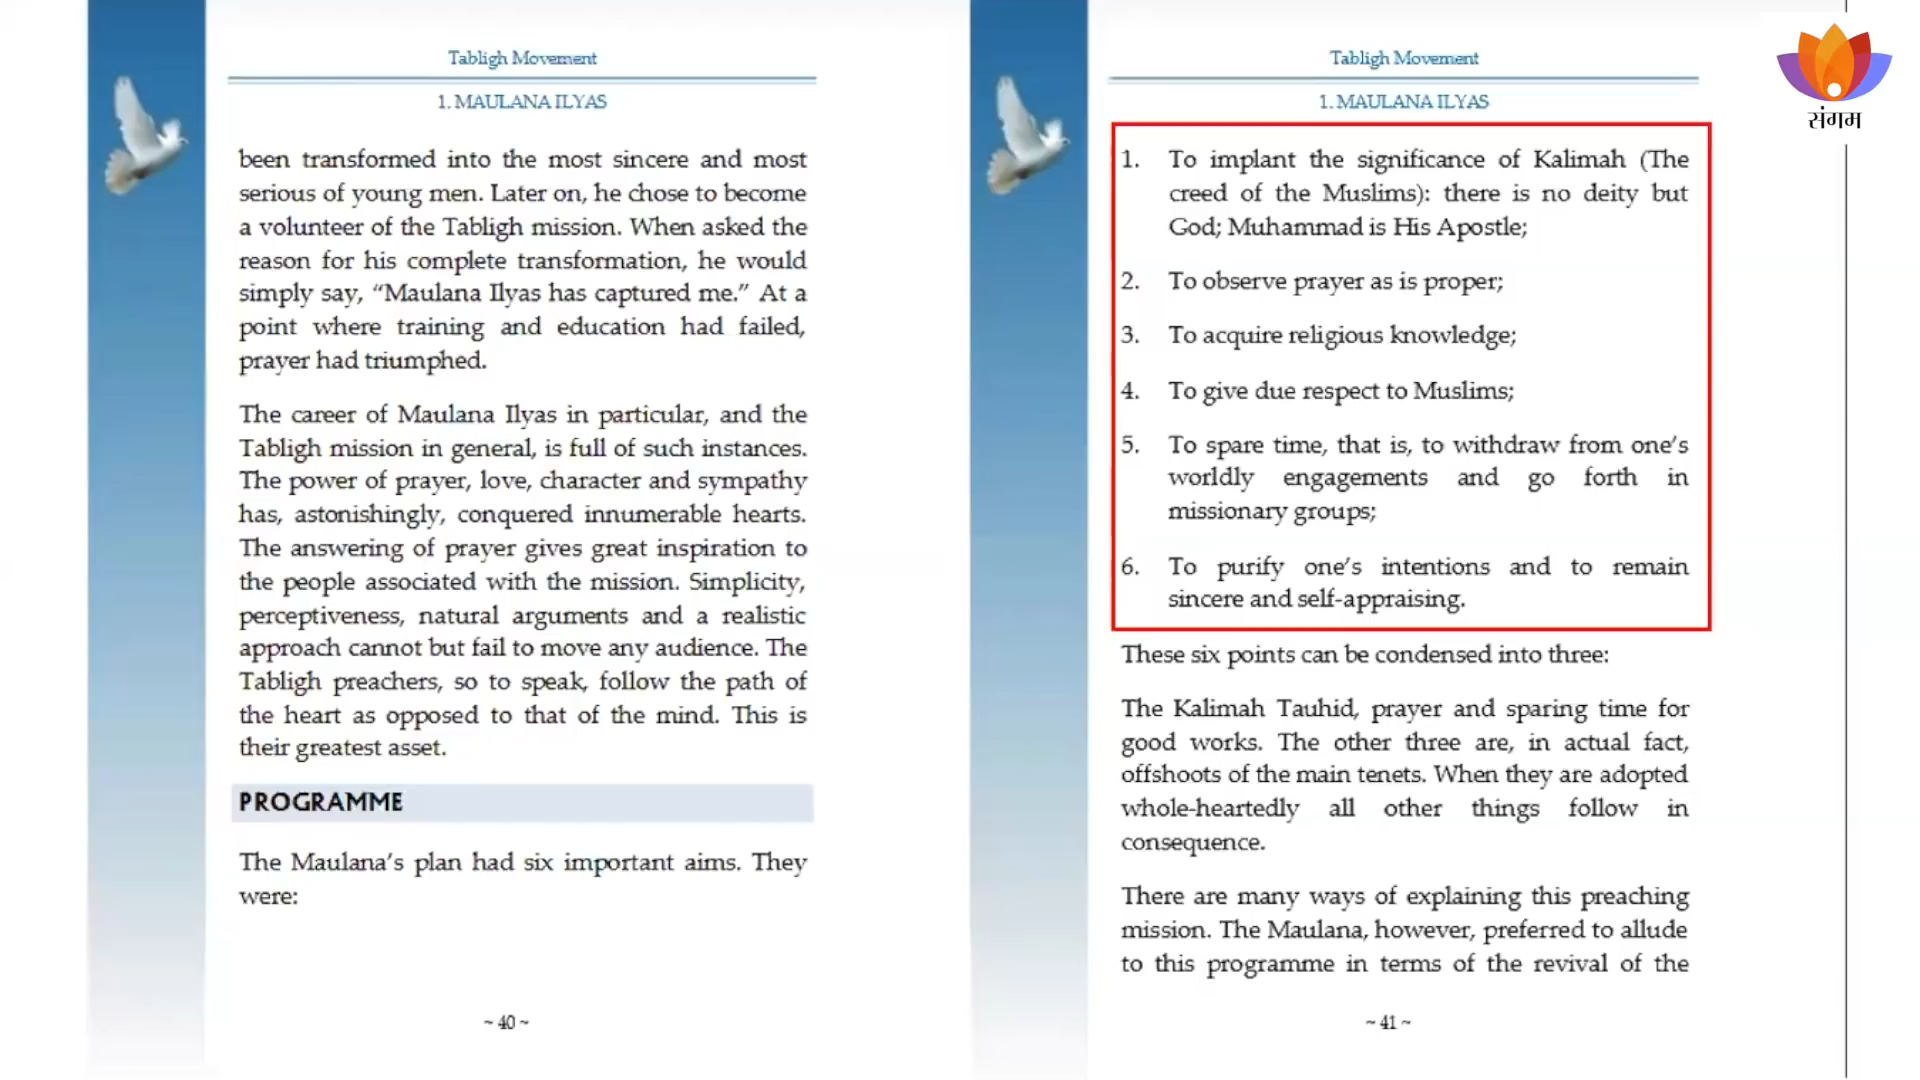 Tabligh Movement
1. MAULANA ILYAS
been transformed into the most sincere and most
serious of young men. Later on, he chose to become
a volunteer of the Tabligh mission. When asked the
reason for his complete transformation, he would
simply say, “Maulana Ilyas has captured me.” At a
point where training and education had failed,
prayer had triumphed.
The career of Maulana Ilyas in particular, and the
Tabligh mission in general, is full of such instances.
The power of prayer, love, character and sympathy
has, astonishingly, conquered innumerable hearts.
The answering of prayer gives great inspiration to
the people associated with the mission. Simplicity,
perceptiveness, natural arguments and a realistic
approach cannot but fail to move any audience. The
Tabligh preachers, so to speak, follow the path of
the heart as opposed to that of the mind. This is
their greatest asset.
PROGRAMME
The Maulana’s plan had six important aims. They
were:
~ 40 ~
Tabligh Movement
1. MAULANA ILYAS
1. To implant the significance of Kalimah (The
creed of the Muslims): there is no deity but
God; Muhammad is His Apostle;
2. To observe prayer as is proper;
3. To acquire religious knowledge;
4. To give due respect to Muslims;
5. To spare time, that is, to withdraw from one’s
worldly engagements and go forth in
missionary groups;
6. To purify one’s intentions and to remain
sincere and self-appraising.
These six points can be condensed into three:
The Kalimah Tauhid, prayer and sparing time for
good works. The other three are, in actual fact,
offshoots of the main tenets. When they are adopted
whole-heartedly all other things follow in
consequence.
There are many ways of explaining this preaching
mission. The Maulana, however, preferred to allude
to this programme in terms of the revival of the
~ 41 ~
संगम